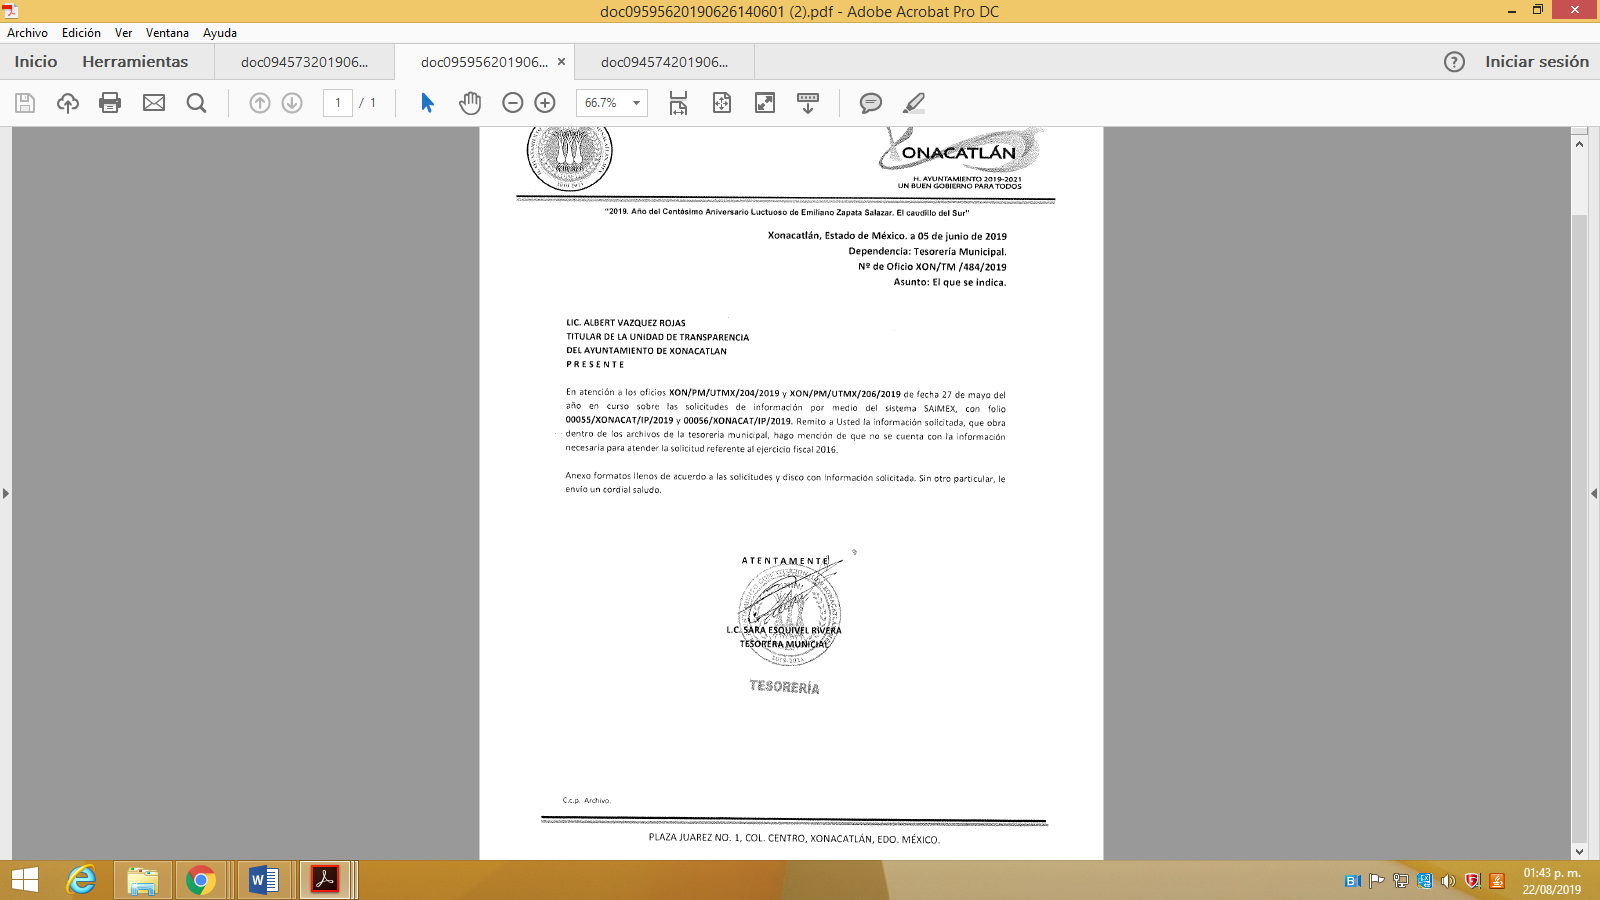 doc09595620190626140601 (2).pdf - Adobe Acrobat Pro DC
Archivo Edición Ver Ventana Ayuda
Inicio Herramientas doc094573201906... doc095956201906... × doc094574201906... Iniciar sesión
1 / 1 66.7%
ONACATLÁN
H. AYUNTAMIENTO 2019-2021
UN BUEN GOBIERNO PARA TODOS
"2019. Año del Centésimo Aniversario Luctuoso de Emiliano Zapata Salazar. El caudillo del Sur"
Xonacatlán, Estado de México. a 05 de junio de 2019
Dependencia: Tesorería Municipal.
Nº de Oficio XON/TM /484/2019
Asunto: El que se indica.
LIC. ALBERT VAZQUEZ ROJAS
TITULAR DE LA UNIDAD DE TRANSPARENCIA
DEL AYUNTAMIENTO DE XONACATLAN
P R E S E N T E
En atención a los oficios XON/PM/UTMX/204/2019 y XON/PM/UTMX/206/2019 de fecha 27 de mayo del
año en curso sobre las solicitudes de información por medio del sistema SAIMEX, con folio
00055/XONACAT/IP/2019 y 00056/XONACAT/IP/2019. Remito a Usted la información solicitada, que obra
dentro de los archivos de la tesorería municipal, hago mención de que no se cuenta con la información
necesaria para atender la solicitud referente al ejercicio fiscal 2016.
Anexo formatos llenos de acuerdo a las solicitudes y disco con información solicitada. Sin otro particular, le
envío un cordial saludo.
A T E N T A M E N T E
L.C. SARA ESQUIVEL RIVERA
TESORERA MUNICIAL
2019-2021
TESORERÍA
C.c.p. Archivo.
PLAZA JUAREZ NO. 1, COL. CENTRO, XONACATLÁN, EDO. MÉXICO.
01:43 p. m.
22/08/2019